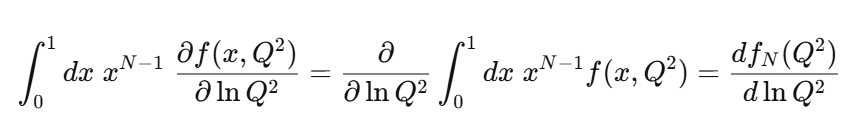 ∫₀¹ dx x^{N−1} ∂f(x, Q²)/∂ ln Q² = ∂/∂ ln Q² ∫₀¹ dx x^{N−1} f(x, Q²) = df_N(Q²)/d ln Q²